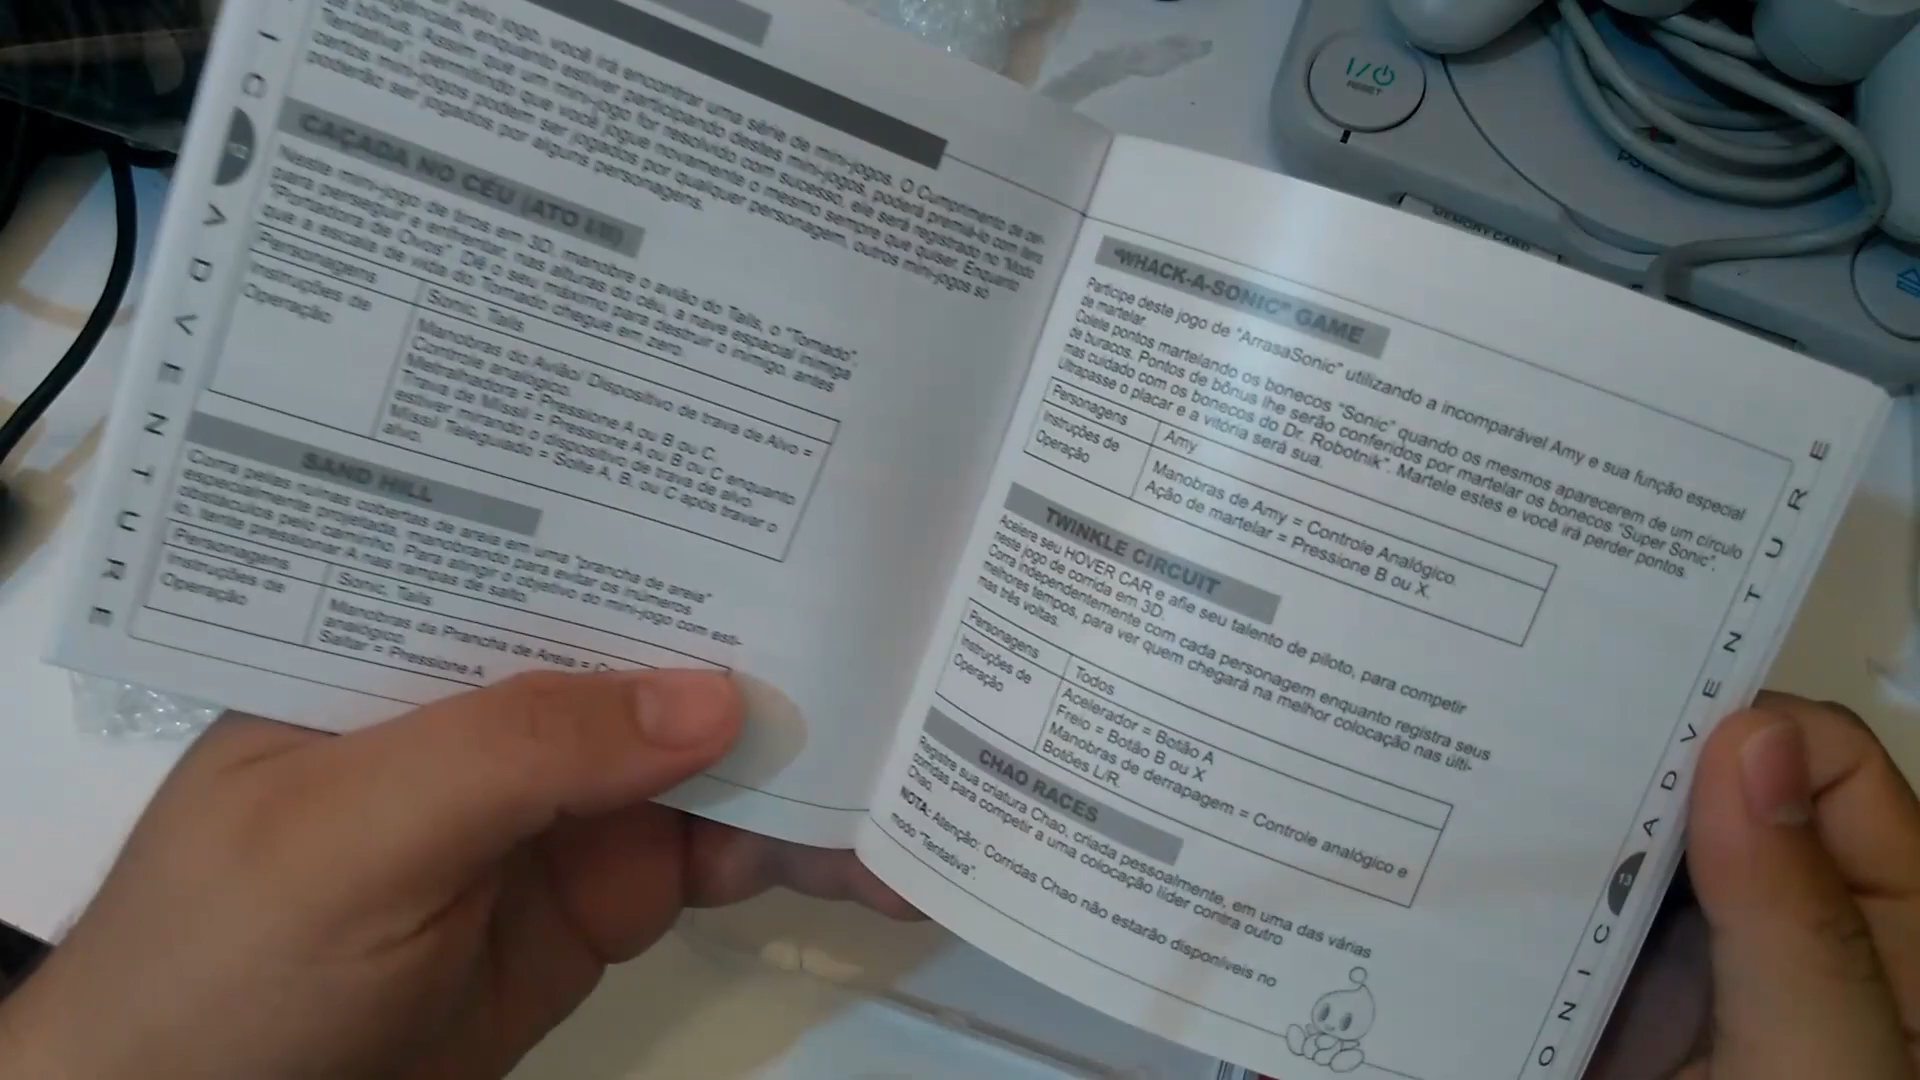 pelo jogo, você irá encontrar uma série de mini-jogos. O Cumprimento de cer-
enquanto estiver participando destes mini-jogos, poderá premiá-lo com itens
de bônus. Assim que um mini-jogo for resolvido com sucesso, ele será registrado no "Modo
Tentativa", permitindo que você jogue novamente o mesmo sempre que quiser. Enquanto
certos mini-jogos podem ser jogados por qualquer personagem, outros mini-jogos só
poderão ser jogados por alguns personagens.
CAÇADA NO CÉU (ATO I/II)
Neste mini-jogo de tiros em 3D, manobre o avião do Tails, o "Tornado",
para perseguir e enfrentar, nas alturas do céu, a nave espacial inimiga
"Portadora de Ovos". Dê o seu máximo para destruir o inimigo, antes
que a escala de vida do Tornado chegue em zero.
Personagens
Sonic, Tails
Instruções de
Operação
Manobras do Avião/ Dispositivo de trava de Alvo =
Controle analógico.
Metralhadora = Pressione A ou B ou C.
Trava de Míssil = Pressione A ou B ou C enquanto
estiver mirando o dispositivo de trava de alvo.
Míssil Teleguiado = Solte A, B, ou C após travar o
alvo.
SAND HILL
Corra pelas ruínas cobertas de areia em uma "prancha de areia"
especialmente projetada, manobrando para evitar os inúmeros
obstáculos pelo caminho. Para atingir o objetivo do mini-jogo com esti-
lo, tente pressionar A nas rampas de salto.
Personagens
Sonic, Tails
Instruções de
Operação
Manobras da Prancha de Areia =
analógico.
Saltar = Pressione A
I C
A D V E N T U R E
"WHACK-A-SONIC" GAME
Participe deste jogo de "ArrasaSonic" utilizando a incomparável Amy e sua função especial
de martelar.
Colete pontos martelando os bonecos "Sonic" quando os mesmos aparecerem de um círculo
de buracos. Pontos de bônus lhe serão conferidos por martelar os bonecos "Super Sonic",
mas cuidado com os bonecos do Dr. Robotnik". Martele estes e você irá perder pontos.
Ultrapasse o placar e a vitória será sua.
Personagens
Amy
Instruções de
Operação
Manobras de Amy = Controle Analógico
Ação de martelar = Pressione B ou X.
TWINKLE CIRCUIT
Acelere seu HOVER CAR e afie seu talento de piloto, para competir
neste jogo de corrida em 3D.
Corra independentemente com cada personagem enquanto registra seus
melhores tempos, para ver quem chegará na melhor colocação nas últi-
mas três voltas.
Personagens
Todos
Instruções de
Operação
Acelerador = Botão A
Freio = Botão B ou X
Manobras de derrapagem = Controle analógico e
Botões L/R.
CHAO RACES
Registre sua criatura Chao, criada pessoalmente, em uma das várias
corridas para competir a uma colocação líder contra outro
Chao.
NOTA: Atenção: Corridas Chao não estarão disponíveis no
modo "Tentativa".
O N I C
13
A D V E N T U R E
I/
RESET
MEMORY CARD